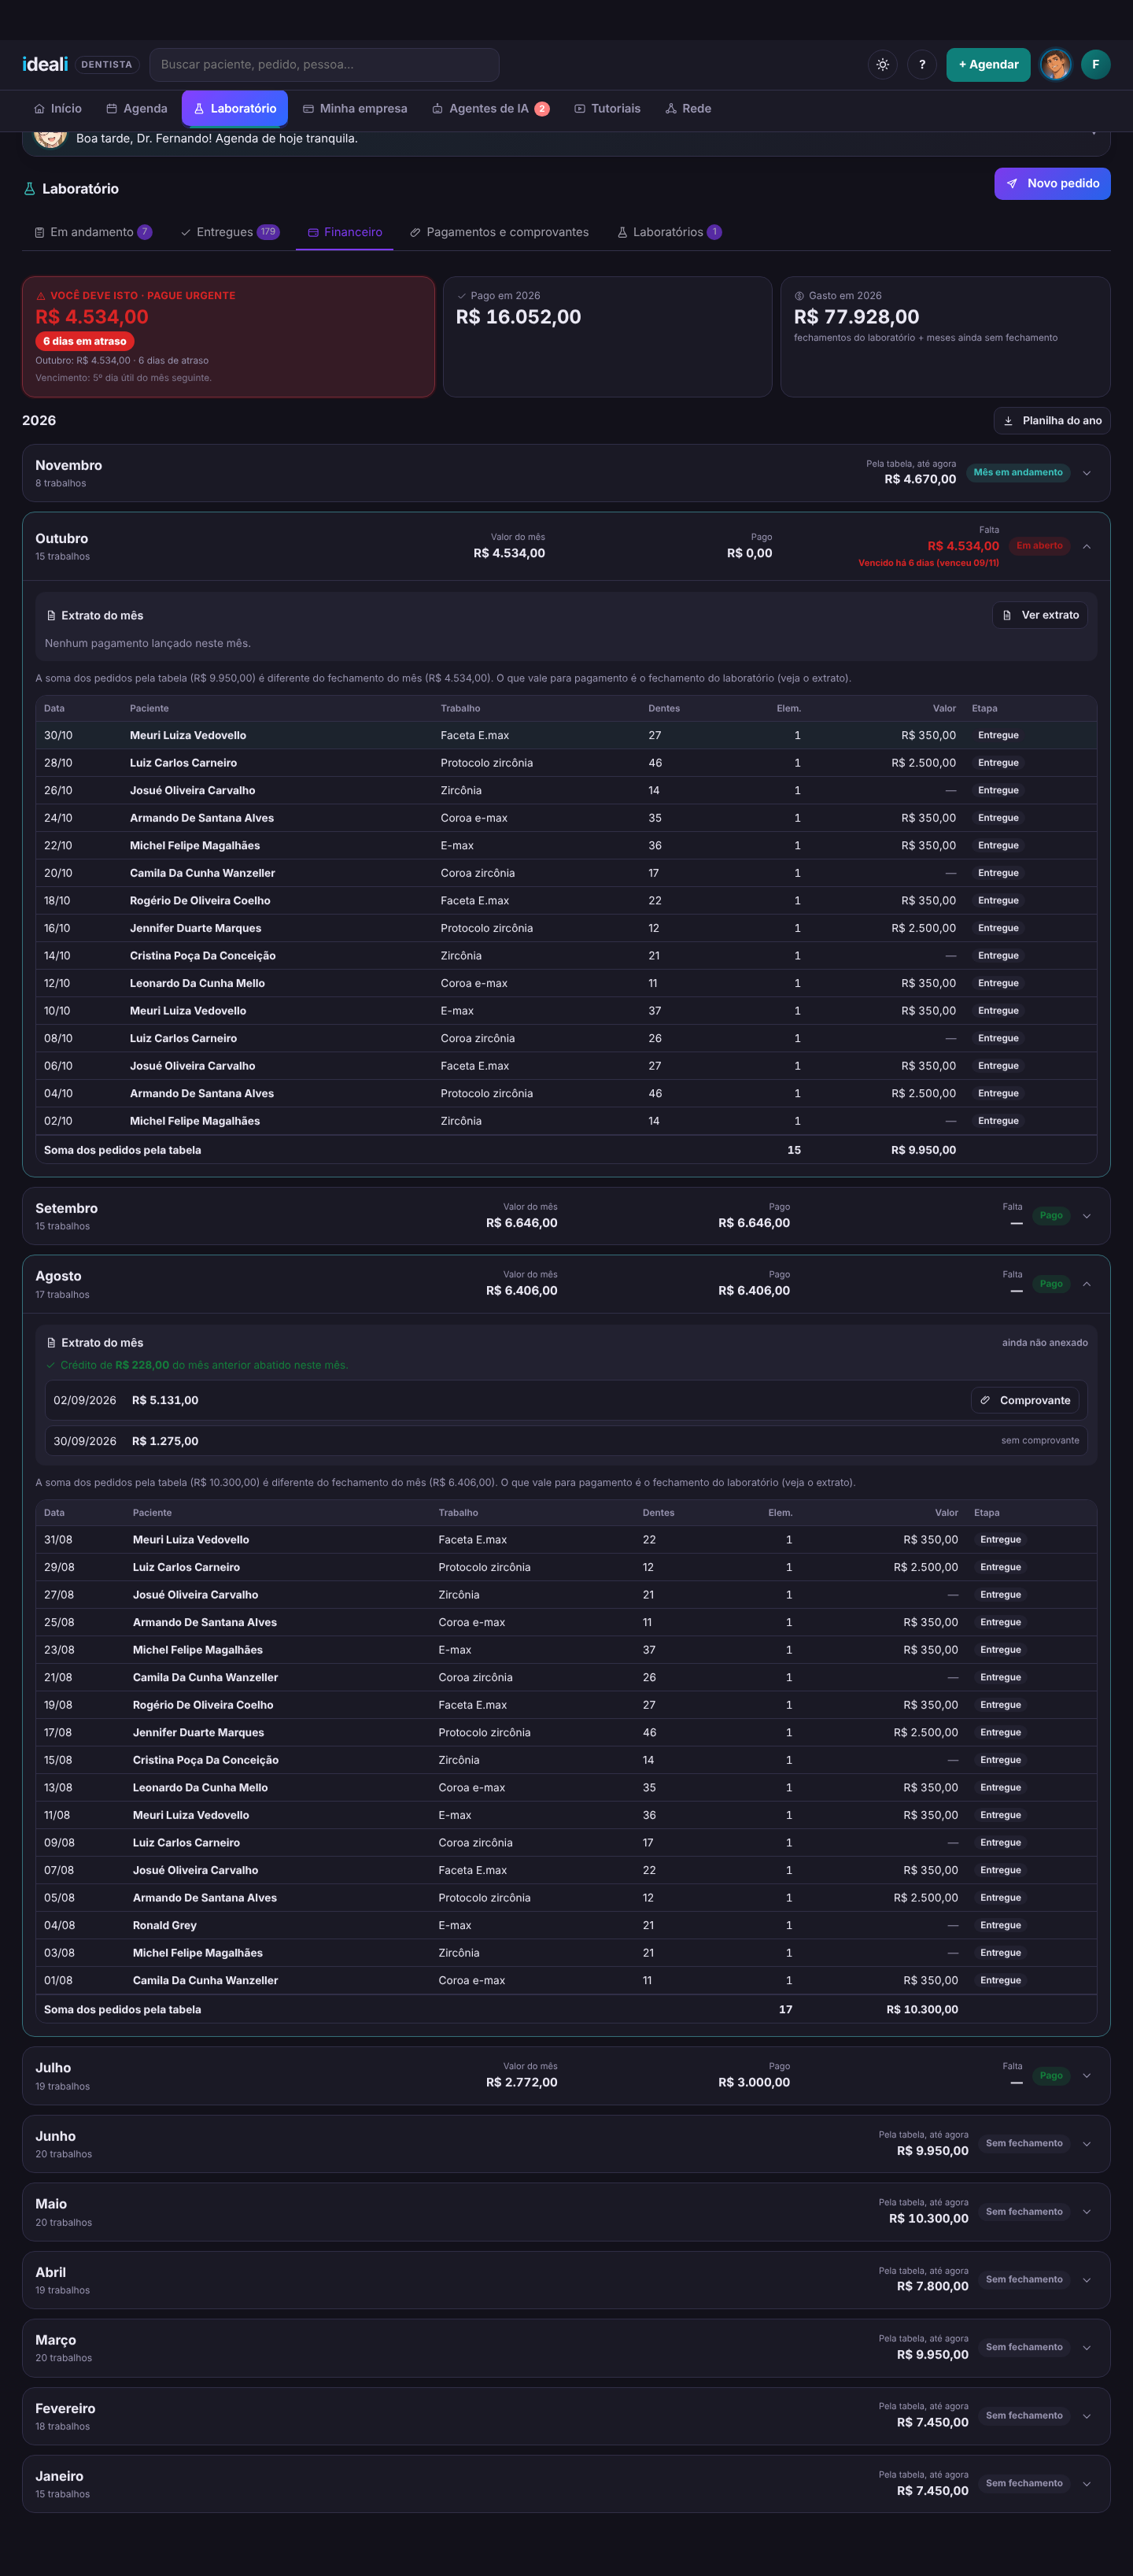 ideali DENTISTA Buscar paciente, pedido, pessoa... ? + Agendar F
Início Agenda Laboratório Minha empresa Agentes de IA 2 Tutoriais Rede
Boa tarde, Dr. Fernando! Agenda de hoje tranquila.
Laboratório Novo pedido
Em andamento 7 Entregues 179 Financeiro Pagamentos e comprovantes Laboratórios 1
VOCÊ DEVE ISTO · PAGUE URGENTE
R$ 4.534,00
6 dias em atraso
Outubro: R$ 4.534,00 · 6 dias de atraso
Vencimento: 5º dia útil do mês seguinte.
Pago em 2026
R$ 16.052,00
Gasto em 2026
R$ 77.928,00
fechamentos do laboratório + meses ainda sem fechamento
2026 Planilha do ano
Novembro
8 trabalhos
Pela tabela, até agora
R$ 4.670,00
Mês em andamento
Outubro
15 trabalhos
Valor do mês
R$ 4.534,00
Pago
R$ 0,00
Falta
R$ 4.534,00
Vencido há 6 dias (venceu 09/11)
Em aberto
Extrato do mês Ver extrato
Nenhum pagamento lançado neste mês.
A soma dos pedidos pela tabela (R$ 9.950,00) é diferente do fechamento do mês (R$ 4.534,00). O que vale para pagamento é o fechamento do laboratório (veja o extrato).
Data Paciente Trabalho Dentes Elem. Valor Etapa
30/10 Meuri Luiza Vedovello Faceta E.max 27 1 R$ 350,00 Entregue
28/10 Luiz Carlos Carneiro Protocolo zircônia 46 1 R$ 2.500,00 Entregue
26/10 Josué Oliveira Carvalho Zircônia 14 1 — Entregue
24/10 Armando De Santana Alves Coroa e-max 35 1 R$ 350,00 Entregue
22/10 Michel Felipe Magalhães E-max 36 1 R$ 350,00 Entregue
20/10 Camila Da Cunha Wanzeller Coroa zircônia 17 1 — Entregue
18/10 Rogério De Oliveira Coelho Faceta E.max 22 1 R$ 350,00 Entregue
16/10 Jennifer Duarte Marques Protocolo zircônia 12 1 R$ 2.500,00 Entregue
14/10 Cristina Poça Da Conceição Zircônia 21 1 — Entregue
12/10 Leonardo Da Cunha Mello Coroa e-max 11 1 R$ 350,00 Entregue
10/10 Meuri Luiza Vedovello E-max 37 1 R$ 350,00 Entregue
08/10 Luiz Carlos Carneiro Coroa zircônia 26 1 — Entregue
06/10 Josué Oliveira Carvalho Faceta E.max 27 1 R$ 350,00 Entregue
04/10 Armando De Santana Alves Protocolo zircônia 46 1 R$ 2.500,00 Entregue
02/10 Michel Felipe Magalhães Zircônia 14 1 — Entregue
Soma dos pedidos pela tabela 15 R$ 9.950,00
Setembro
15 trabalhos
Valor do mês
R$ 6.646,00
Pago
R$ 6.646,00
Falta
—
Pago
Agosto
17 trabalhos
Valor do mês
R$ 6.406,00
Pago
R$ 6.406,00
Falta
—
Pago
Extrato do mês ainda não anexado
Crédito de R$ 228,00 do mês anterior abatido neste mês.
02/09/2026 R$ 5.131,00 Comprovante
30/09/2026 R$ 1.275,00 sem comprovante
A soma dos pedidos pela tabela (R$ 10.300,00) é diferente do fechamento do mês (R$ 6.406,00). O que vale para pagamento é o fechamento do laboratório (veja o extrato).
Data Paciente Trabalho Dentes Elem. Valor Etapa
31/08 Meuri Luiza Vedovello Faceta E.max 22 1 R$ 350,00 Entregue
29/08 Luiz Carlos Carneiro Protocolo zircônia 12 1 R$ 2.500,00 Entregue
27/08 Josué Oliveira Carvalho Zircônia 21 1 — Entregue
25/08 Armando De Santana Alves Coroa e-max 11 1 R$ 350,00 Entregue
23/08 Michel Felipe Magalhães E-max 37 1 R$ 350,00 Entregue
21/08 Camila Da Cunha Wanzeller Coroa zircônia 26 1 — Entregue
19/08 Rogério De Oliveira Coelho Faceta E.max 27 1 R$ 350,00 Entregue
17/08 Jennifer Duarte Marques Protocolo zircônia 46 1 R$ 2.500,00 Entregue
15/08 Cristina Poça Da Conceição Zircônia 14 1 — Entregue
13/08 Leonardo Da Cunha Mello Coroa e-max 35 1 R$ 350,00 Entregue
11/08 Meuri Luiza Vedovello E-max 36 1 R$ 350,00 Entregue
09/08 Luiz Carlos Carneiro Coroa zircônia 17 1 — Entregue
07/08 Josué Oliveira Carvalho Faceta E.max 22 1 R$ 350,00 Entregue
05/08 Armando De Santana Alves Protocolo zircônia 12 1 R$ 2.500,00 Entregue
04/08 Ronald Grey E-max 21 1 — Entregue
03/08 Michel Felipe Magalhães Zircônia 21 1 — Entregue
01/08 Camila Da Cunha Wanzeller Coroa e-max 11 1 R$ 350,00 Entregue
Soma dos pedidos pela tabela 17 R$ 10.300,00
Julho
19 trabalhos
Valor do mês
R$ 2.772,00
Pago
R$ 3.000,00
Falta
—
Pago
Junho
20 trabalhos
Pela tabela, até agora
R$ 9.950,00
Sem fechamento
Maio
20 trabalhos
Pela tabela, até agora
R$ 10.300,00
Sem fechamento
Abril
19 trabalhos
Pela tabela, até agora
R$ 7.800,00
Sem fechamento
Março
20 trabalhos
Pela tabela, até agora
R$ 9.950,00
Sem fechamento
Fevereiro
18 trabalhos
Pela tabela, até agora
R$ 7.450,00
Sem fechamento
Janeiro
15 trabalhos
Pela tabela, até agora
R$ 7.450,00
Sem fechamento